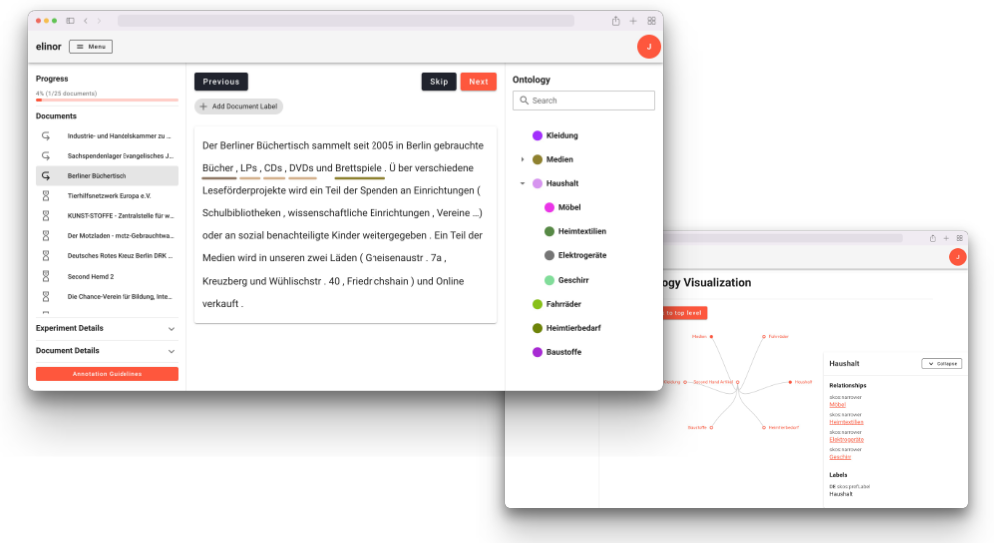 elinor
Menu
J
Progress
4% (1/25 documents)
Documents
Industrie- und Handelskammer zu ...
Sachspendenlager Evangelisches J...
Berliner Büchertisch
Tierhilfsnetzwerk Europa e.V.
KUNST-STOFFE - Zentralstelle für w...
Der Motzladen - motz-Gebrauchtwa...
Deutsches Rotes Kreuz Berlin DRK ...
Second Hemd 2
Die Chance-Verein für Bildung, Inte...
Experiment Details
Document Details
Annotation Guidelines
Previous
Skip
Next
Add Document Label
Der Berliner Büchertisch sammelt seit 2005 in Berlin gebrauchte
Bücher , LPs , CDs , DVDs und Brettspiele . Ü ber verschiedene
Leseförderprojekte wird ein Teil der Spenden an Einrichtungen (
Schulbibliotheken , wissenschaftliche Einrichtungen , Vereine …)
oder an sozial benachteiligte Kinder weitergegeben . Ein Teil der
Medien wird in unseren zwei Läden ( Gneisenaustr . 7a ,
Kreuzberg und Wühlischstr . 40 , Friedrichshain ) und Online
verkauft .
Ontology
Search
Kleidung
Medien
Haushalt
Möbel
Heimtextilien
Elektrogeräte
Geschirr
Fahrräder
Heimtierbedarf
Baustoffe
J
ogy Visualization
to top level
Medien
Fahrräder
Second Hand Artikel
Haushalt
Baustoffe
Heimtierbedarf
Haushalt
Collapse
Relationships
skos:narrower
Möbel
skos:narrower
Heimtextilien
skos:narrower
Elektrogeräte
skos:narrower
Geschirr
Labels
DE skos:prefLabel
Haushalt